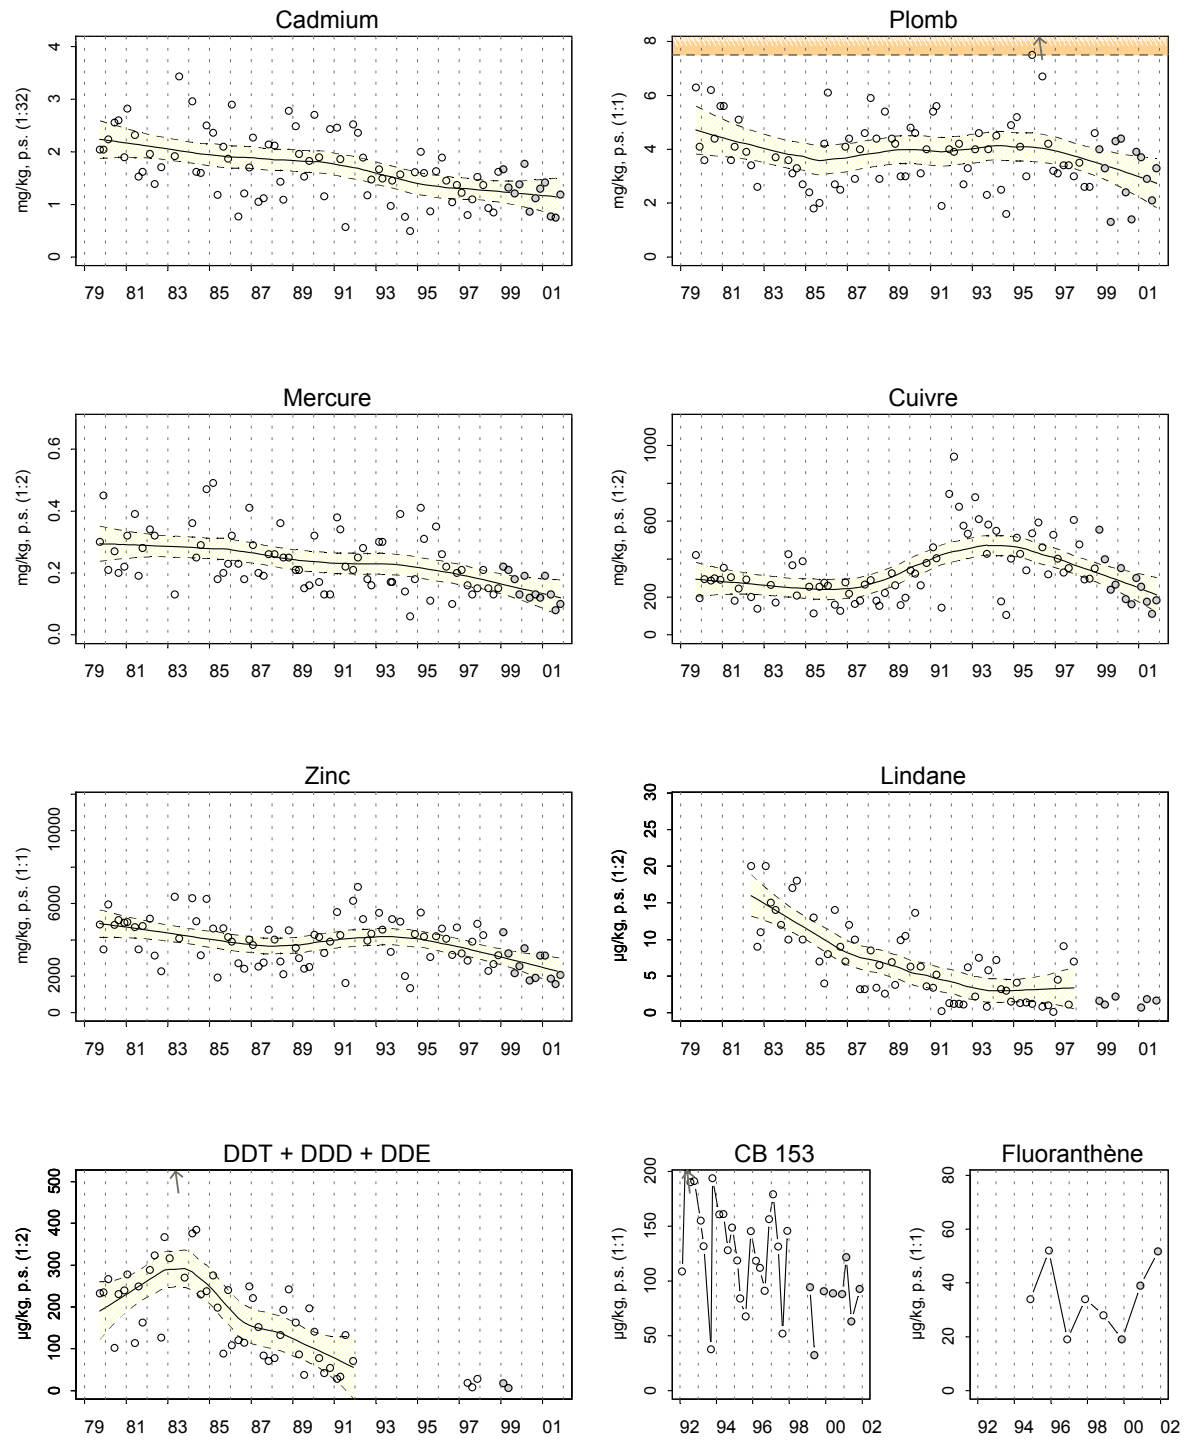 Cadmium
mg/kg, p.s. (1:32)
4
3
2
1
0
79 81 83 85 87 89 91 93 95 97 99 01
Plomb
mg/kg, p.s. (1:1)
8
6
4
2
0
79 81 83 85 87 89 91 93 95 97 99 01
Mercure
mg/kg, p.s. (1:2)
0.6
0.4
0.2
0.0
79 81 83 85 87 89 91 93 95 97 99 01
Cuivre
mg/kg, p.s. (1:2)
1000
600
200
0
79 81 83 85 87 89 91 93 95 97 99 01
Zinc
mg/kg, p.s. (1:1)
10000
6000
2000
0
79 81 83 85 87 89 91 93 95 97 99 01
Lindane
µg/kg, p.s. (1:2)
30
25
20
15
10
5
0
79 81 83 85 87 89 91 93 95 97 99 01
DDT + DDD + DDE
µg/kg, p.s. (1:2)
500
400
300
200
100
0
79 81 83 85 87 89 91 93 95 97 99 01
CB 153
µg/kg, p.s. (1:1)
200
150
100
50
0
92 94 96 98 00 02
Fluoranthène
µg/kg, p.s. (1:1)
80
60
40
20
0
92 94 96 98 00 02